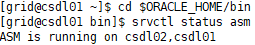 [grid@csdl01 ~]$ cd $ORACLE_HOME/bin
[grid@csdl01 bin]$ srvctl status asm
ASM is running on csdl02,csdl01